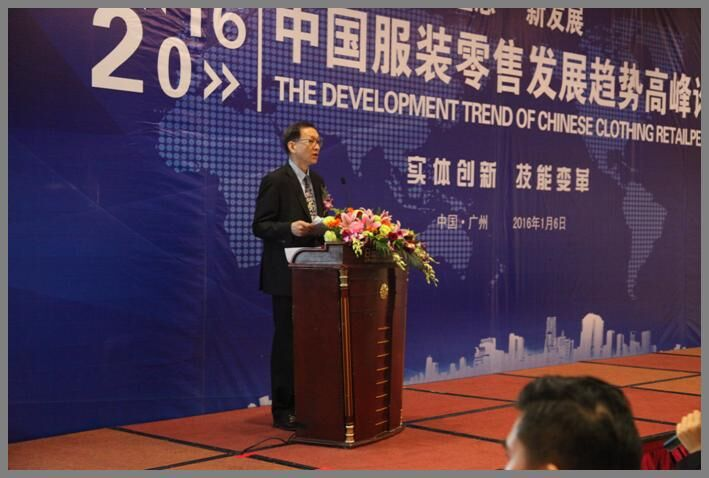 新发展
2016»
中国服装零售发展趋势高峰论
THE DEVELOPMENT TREND OF CHINESE CLOTHING RETAILPE
实体创新 技能变革
中国·广州 2016年1月6日